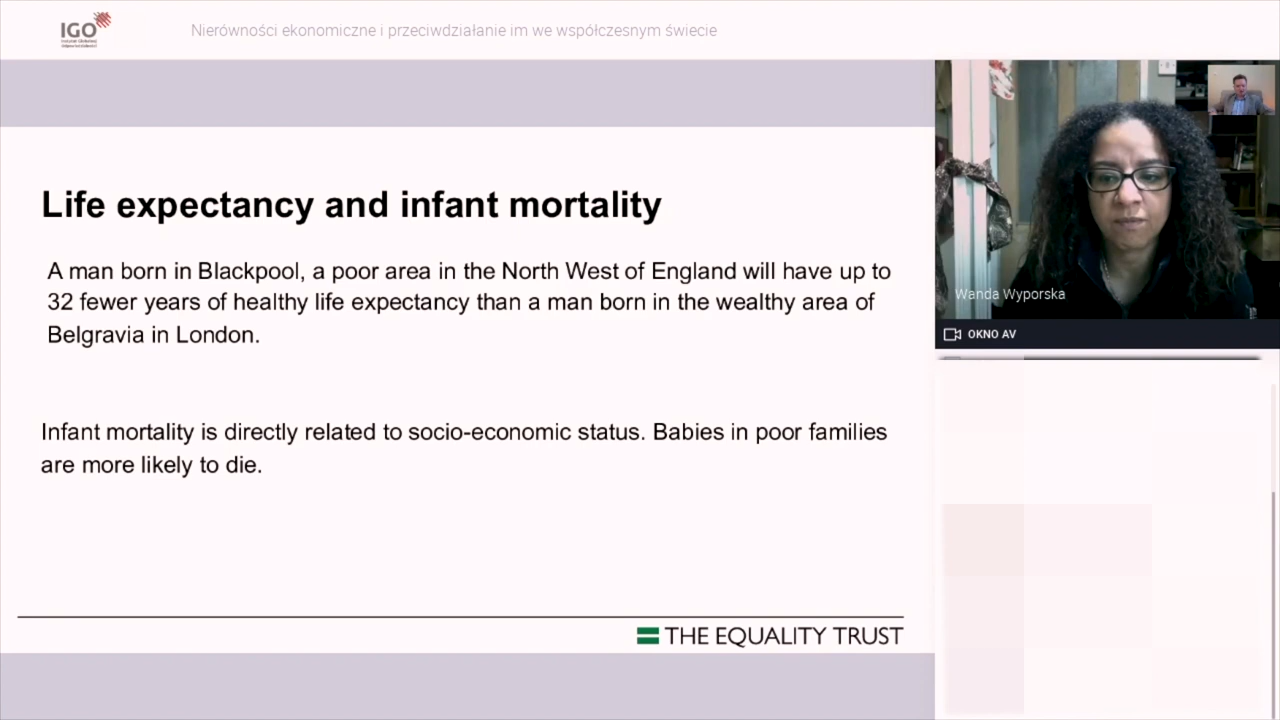 IGO
Nierówności ekonomiczne i przeciwdziałanie im we współczesnym świecie
Life expectancy and infant mortality
A man born in Blackpool, a poor area in the North West of England will have up to
32 fewer years of healthy life expectancy than a man born in the wealthy area of
Belgravia in London.
Infant mortality is directly related to socio-economic status. Babies in poor families
are more likely to die.
THE EQUALITY TRUST
Wanda Wyporska
OKNO AV